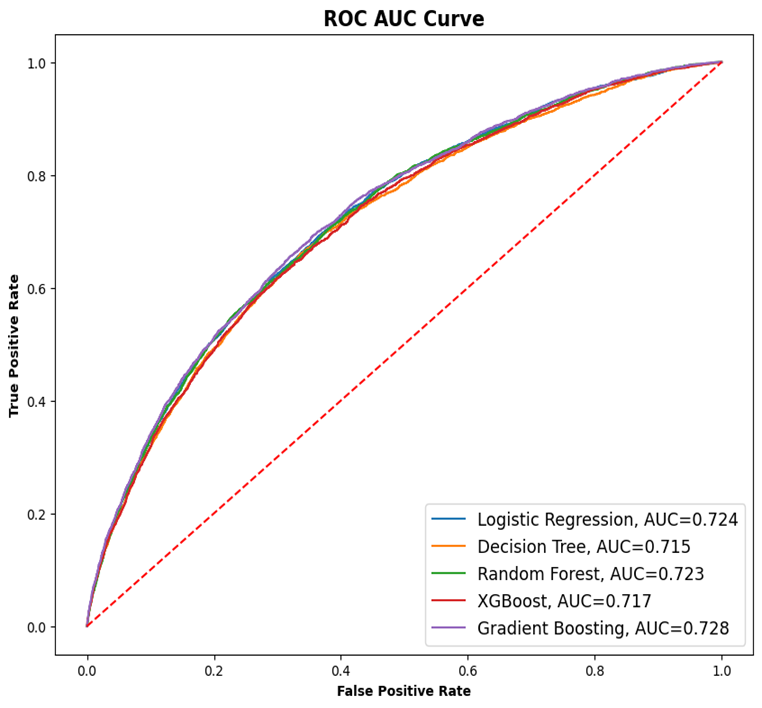 ROC AUC Curve
True Positive Rate
1.0
0.8
0.6
0.4
0.2
0.0
Logistic Regression, AUC=0.724
Decision Tree, AUC=0.715
Random Forest, AUC=0.723
XGBoost, AUC=0.717
Gradient Boosting, AUC=0.728
0.0 0.2 0.4 0.6 0.8 1.0
False Positive Rate